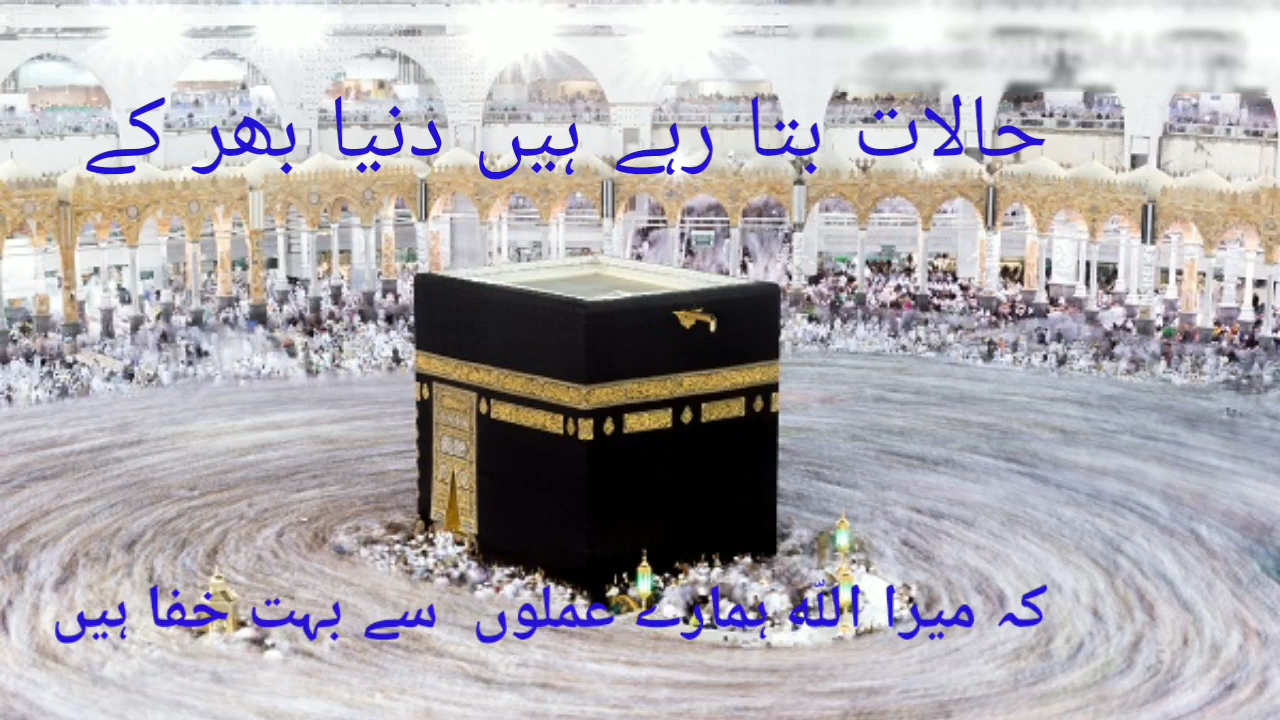 حالات بتا رہے ہیں دنیا بھر کے
کہ میرا اللہ ہمارے عملوں سے بہت خفا ہیں